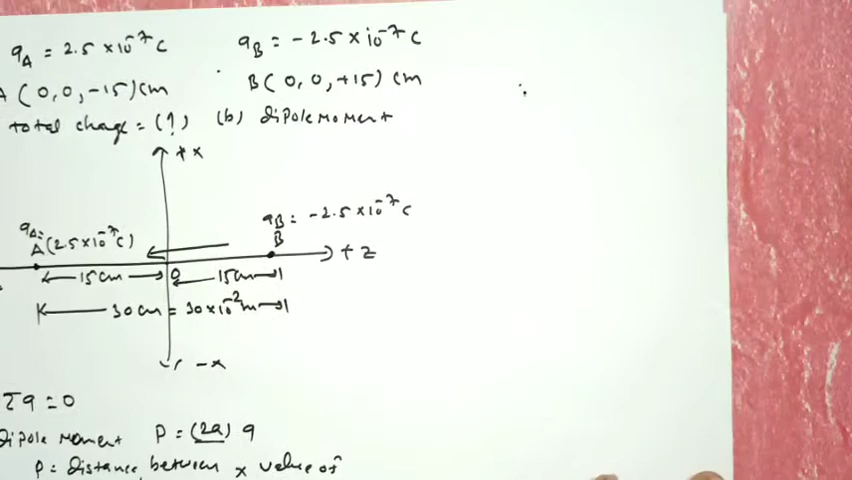 qA = 2.5 × 10⁻⁷ C qB = -2.5 × 10⁻⁷ C
A (0, 0, -15) cm B (0, 0, +15) cm
total charge = (?) (b) dipole moment
+x
qB = -2.5 × 10⁻⁷ C
qA =
A (2.5 × 10⁻⁷ C) B
+ z
15 cm O 15 cm
30 cm = 30 × 10⁻² m
-x
Σq = 0
dipole moment P = (2a) q
P = distance between × value of